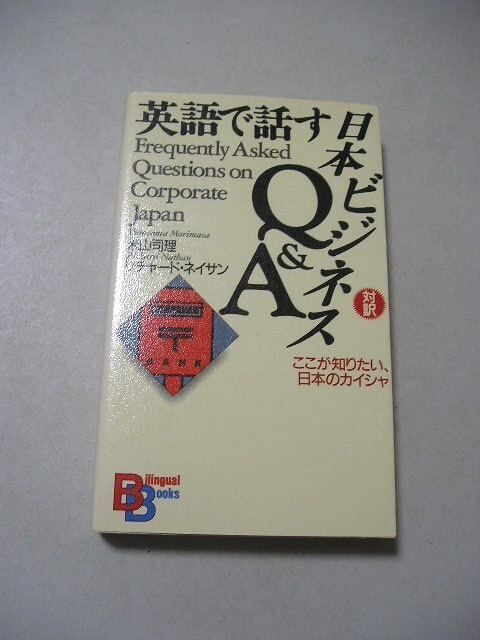 英語で話す
日本ビジネス
Q&A
Frequently Asked
Questions on
Corporate
Japan
Morimasa
米山司理
Nathan
リチャード・ネイサン
対訳
BANK
ここが知りたい、
日本のカイシャ
Bilingual
Books